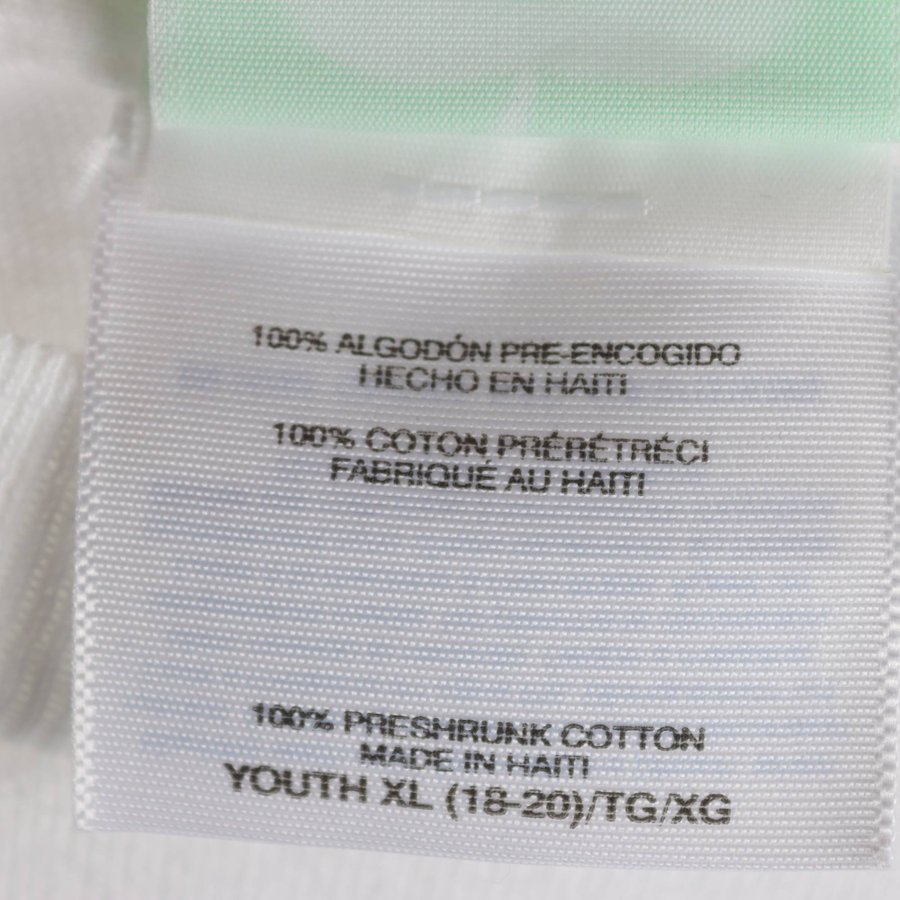 100% ALGODÓN PRE-ENCOGIDO
HECHO EN HAITI
100% COTON PRÉRÉTRÉCI
FABRIQUÉ AU HAITI
100% PRESHRUNK COTTON
MADE IN HAITI
YOUTH XL (18-20)/TG/XG